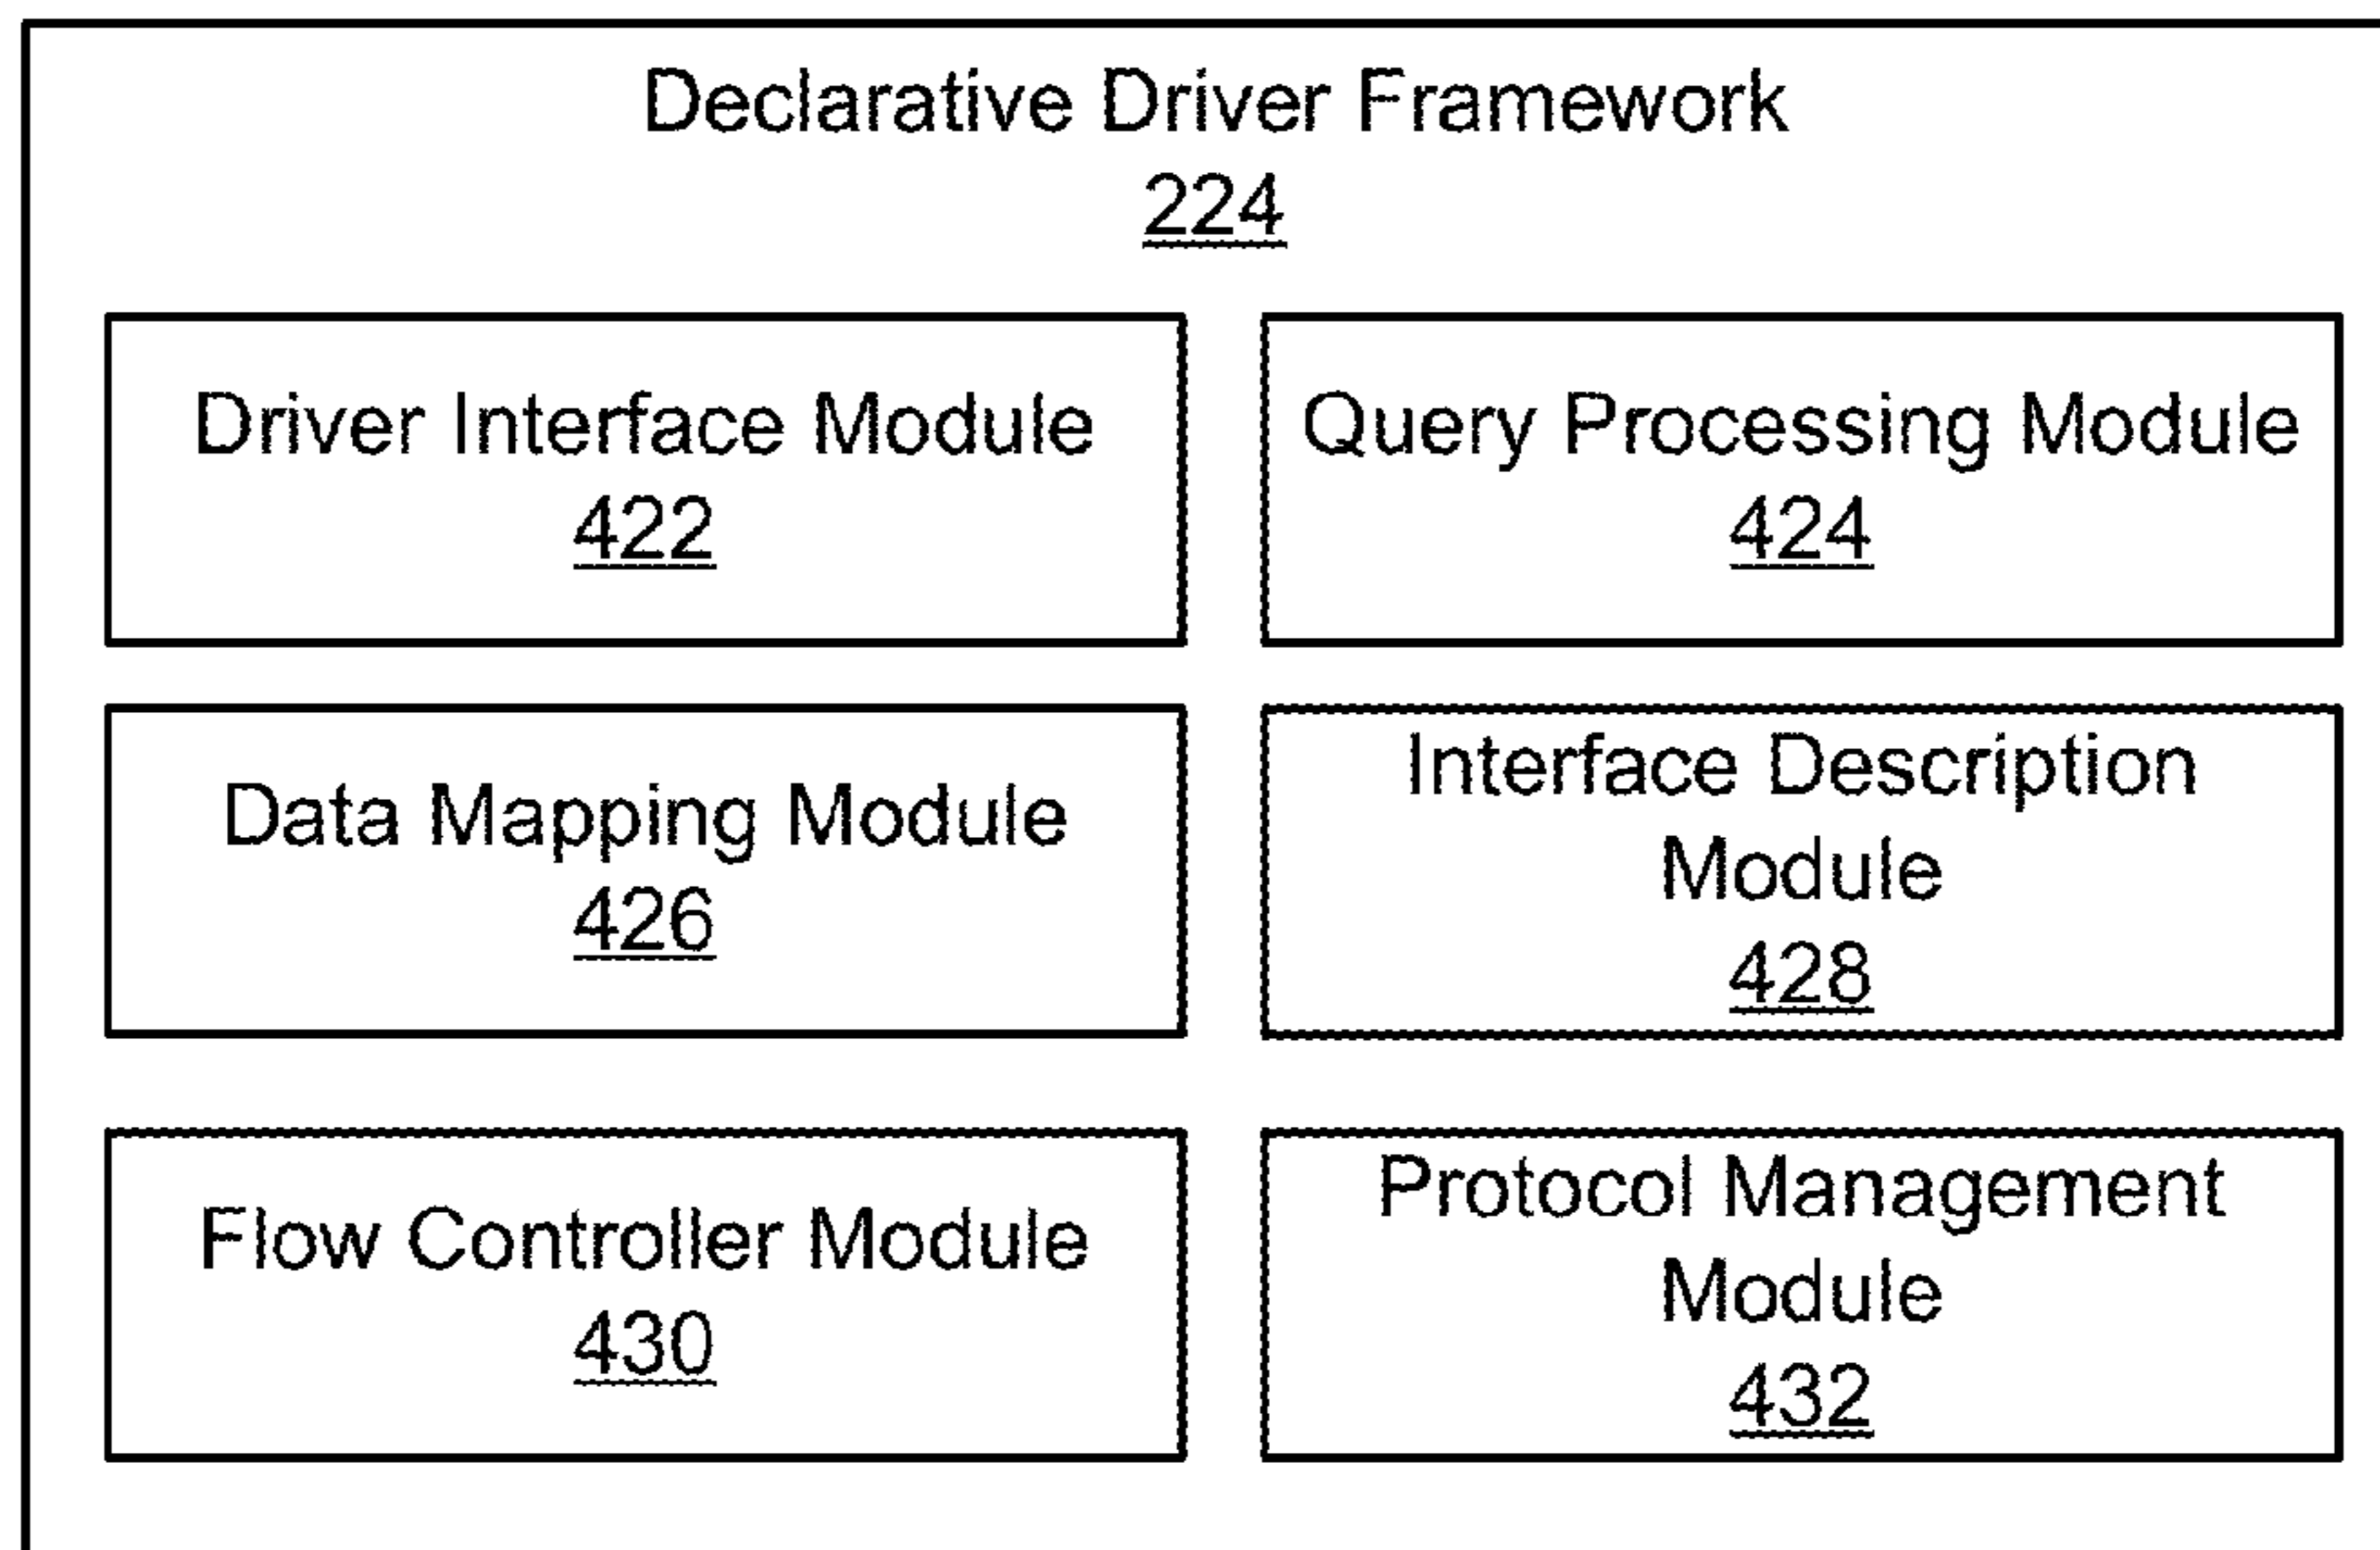 Declarative Driver Framework
224
Driver Interface Module
422
Query Processing Module
424
Data Mapping Module
426
Interface Description
Module
428
Flow Controller Module
430
Protocol Management
Module
432